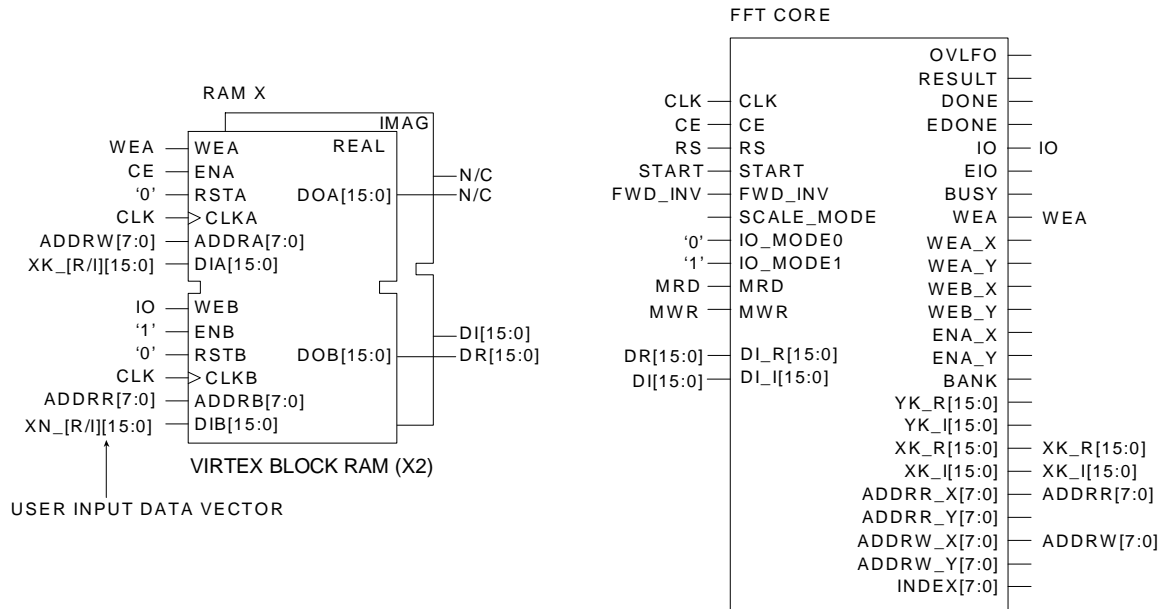 FFT CORE
RAM X
IMAG
REAL
WEA WEA
CE ENA
‘0’ RSTA DOA[15:0] N/C
N/C
CLK CLKA
ADDRW[7:0] ADDRA[7:0]
XK_[R/I][15:0] DIA[15:0]
IO WEB
‘1’ ENB DI[15:0]
‘0’ RSTB DOB[15:0] DR[15:0]
CLK CLKB
ADDRR[7:0] ADDRB[7:0]
XN_[R/I][15:0] DIB[15:0]
VIRTEX BLOCK RAM (X2)
USER INPUT DATA VECTOR
CLK CLK
CE CE
RS RS
START START
FWD_INV FWD_INV
SCALE_MODE
‘0’ IO_MODE0
‘1’ IO_MODE1
MRD MRD
MWR MWR
DR[15:0] DI_R[15:0]
DI[15:0] DI_I[15:0]
OVLFO
RESULT
DONE
EDONE
IO IO
EIO
BUSY
WEA WEA
WEA_X
WEA_Y
WEB_X
WEB_Y
ENA_X
ENA_Y
BANK
YK_R[15:0]
YK_I[15:0]
XK_R[15:0] XK_R[15:0]
XK_I[15:0] XK_I[15:0]
ADDRR_X[7:0] ADDRR[7:0]
ADDRR_Y[7:0]
ADDRW_X[7:0] ADDRW[7:0]
ADDRW_Y[7:0]
INDEX[7:0]